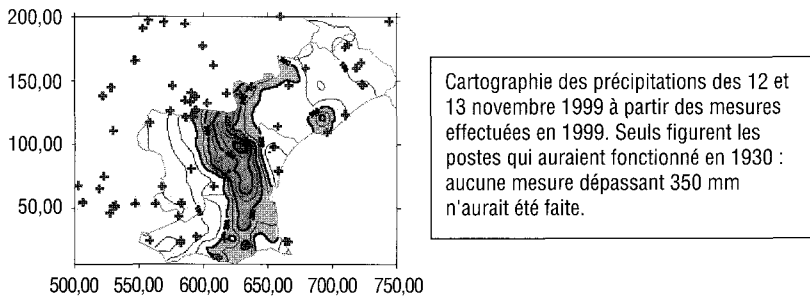 200,00
150,00
100,00
50,00
500,00 550,00 600,00 650,00 700,00 750,00
Cartographie des précipitations des 12 et
13 novembre 1999 à partir des mesures
effectuées en 1999. Seuls figurent les
postes qui auraient fonctionné en 1930 :
aucune mesure dépassant 350 mm
n'aurait été faite.